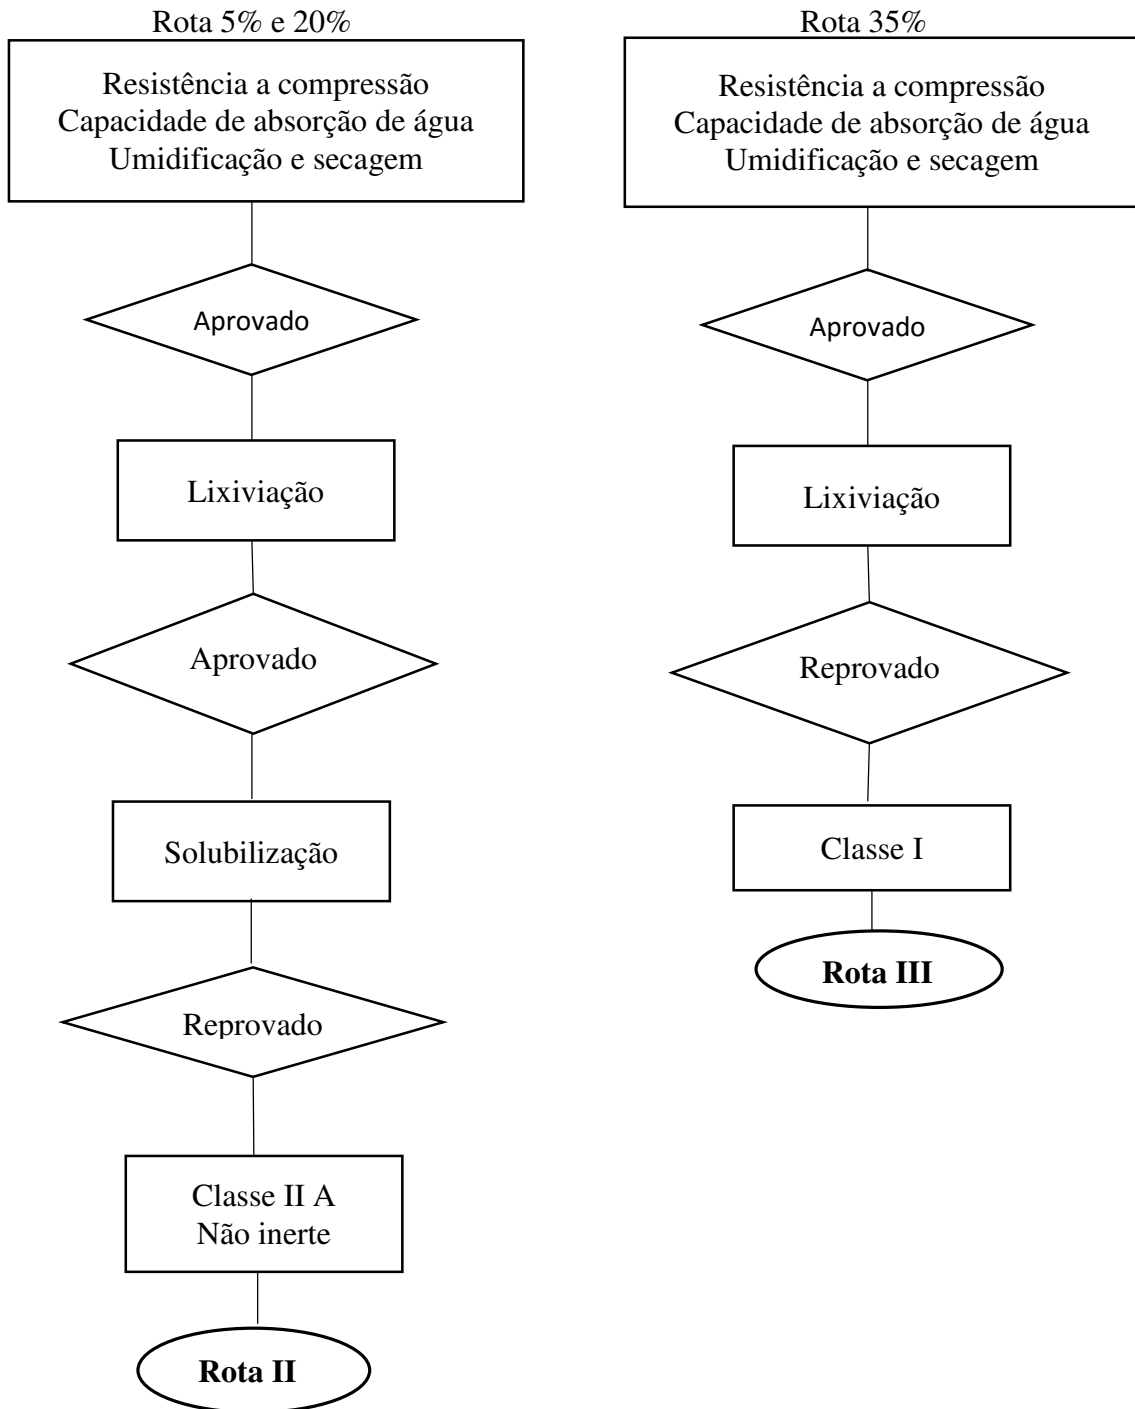 Rota 5% e 20%
Resistência a compressão
Capacidade de absorção de água
Umidificação e secagem
Aprovado
Lixiviação
Aprovado
Solubilização
Reprovado
Classe II A
Não inerte
Rota II
Rota 35%
Resistência a compressão
Capacidade de absorção de água
Umidificação e secagem
Aprovado
Lixiviação
Reprovado
Classe I
Rota III